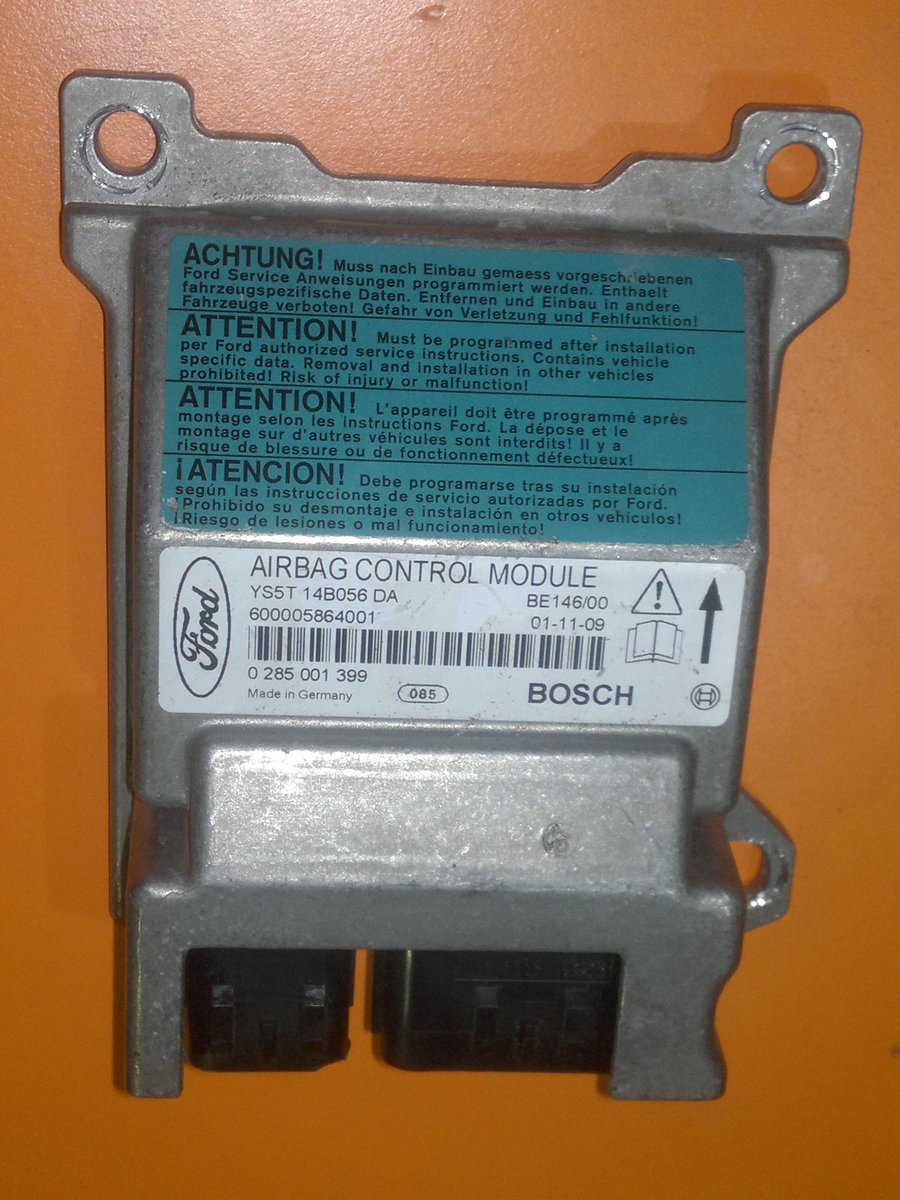 ACHTUNG! Muss nach Einbau gemaess vorgeschriebenen
Ford Service Anweisungen programmiert werden. Enthaelt
fahrzeugspezifische Daten. Entfernen und Einbau in andere
Fahrzeuge verboten! Gefahr von Verletzung und Fehlfunktion!
ATTENTION! Must be programmed after installation
per Ford authorized service instructions. Contains vehicle
specific data. Removal and installation in other vehicles
prohibited! Risk of injury or malfunction!
ATTENTION! L'appareil doit être programmé après
montage selon les instructions Ford. La dépose et le
montage sur d'autres véhicules sont interdits! Il y a
risque de blessure ou de fonctionnement défectueux!
¡ATENCION! Debe programarse tras su instalación
según las instrucciones de servicio autorizadas por Ford.
¡Prohibido su desmontaje e instalación en otros vehiculos!
¡Riesgo de lesiones o mal funcionamiento!
Ford
AIRBAG CONTROL MODULE
YS5T 14B056 DA
BE146/00
600005864001
01-11-09
0 285 001 399
Made in Germany
085
BOSCH